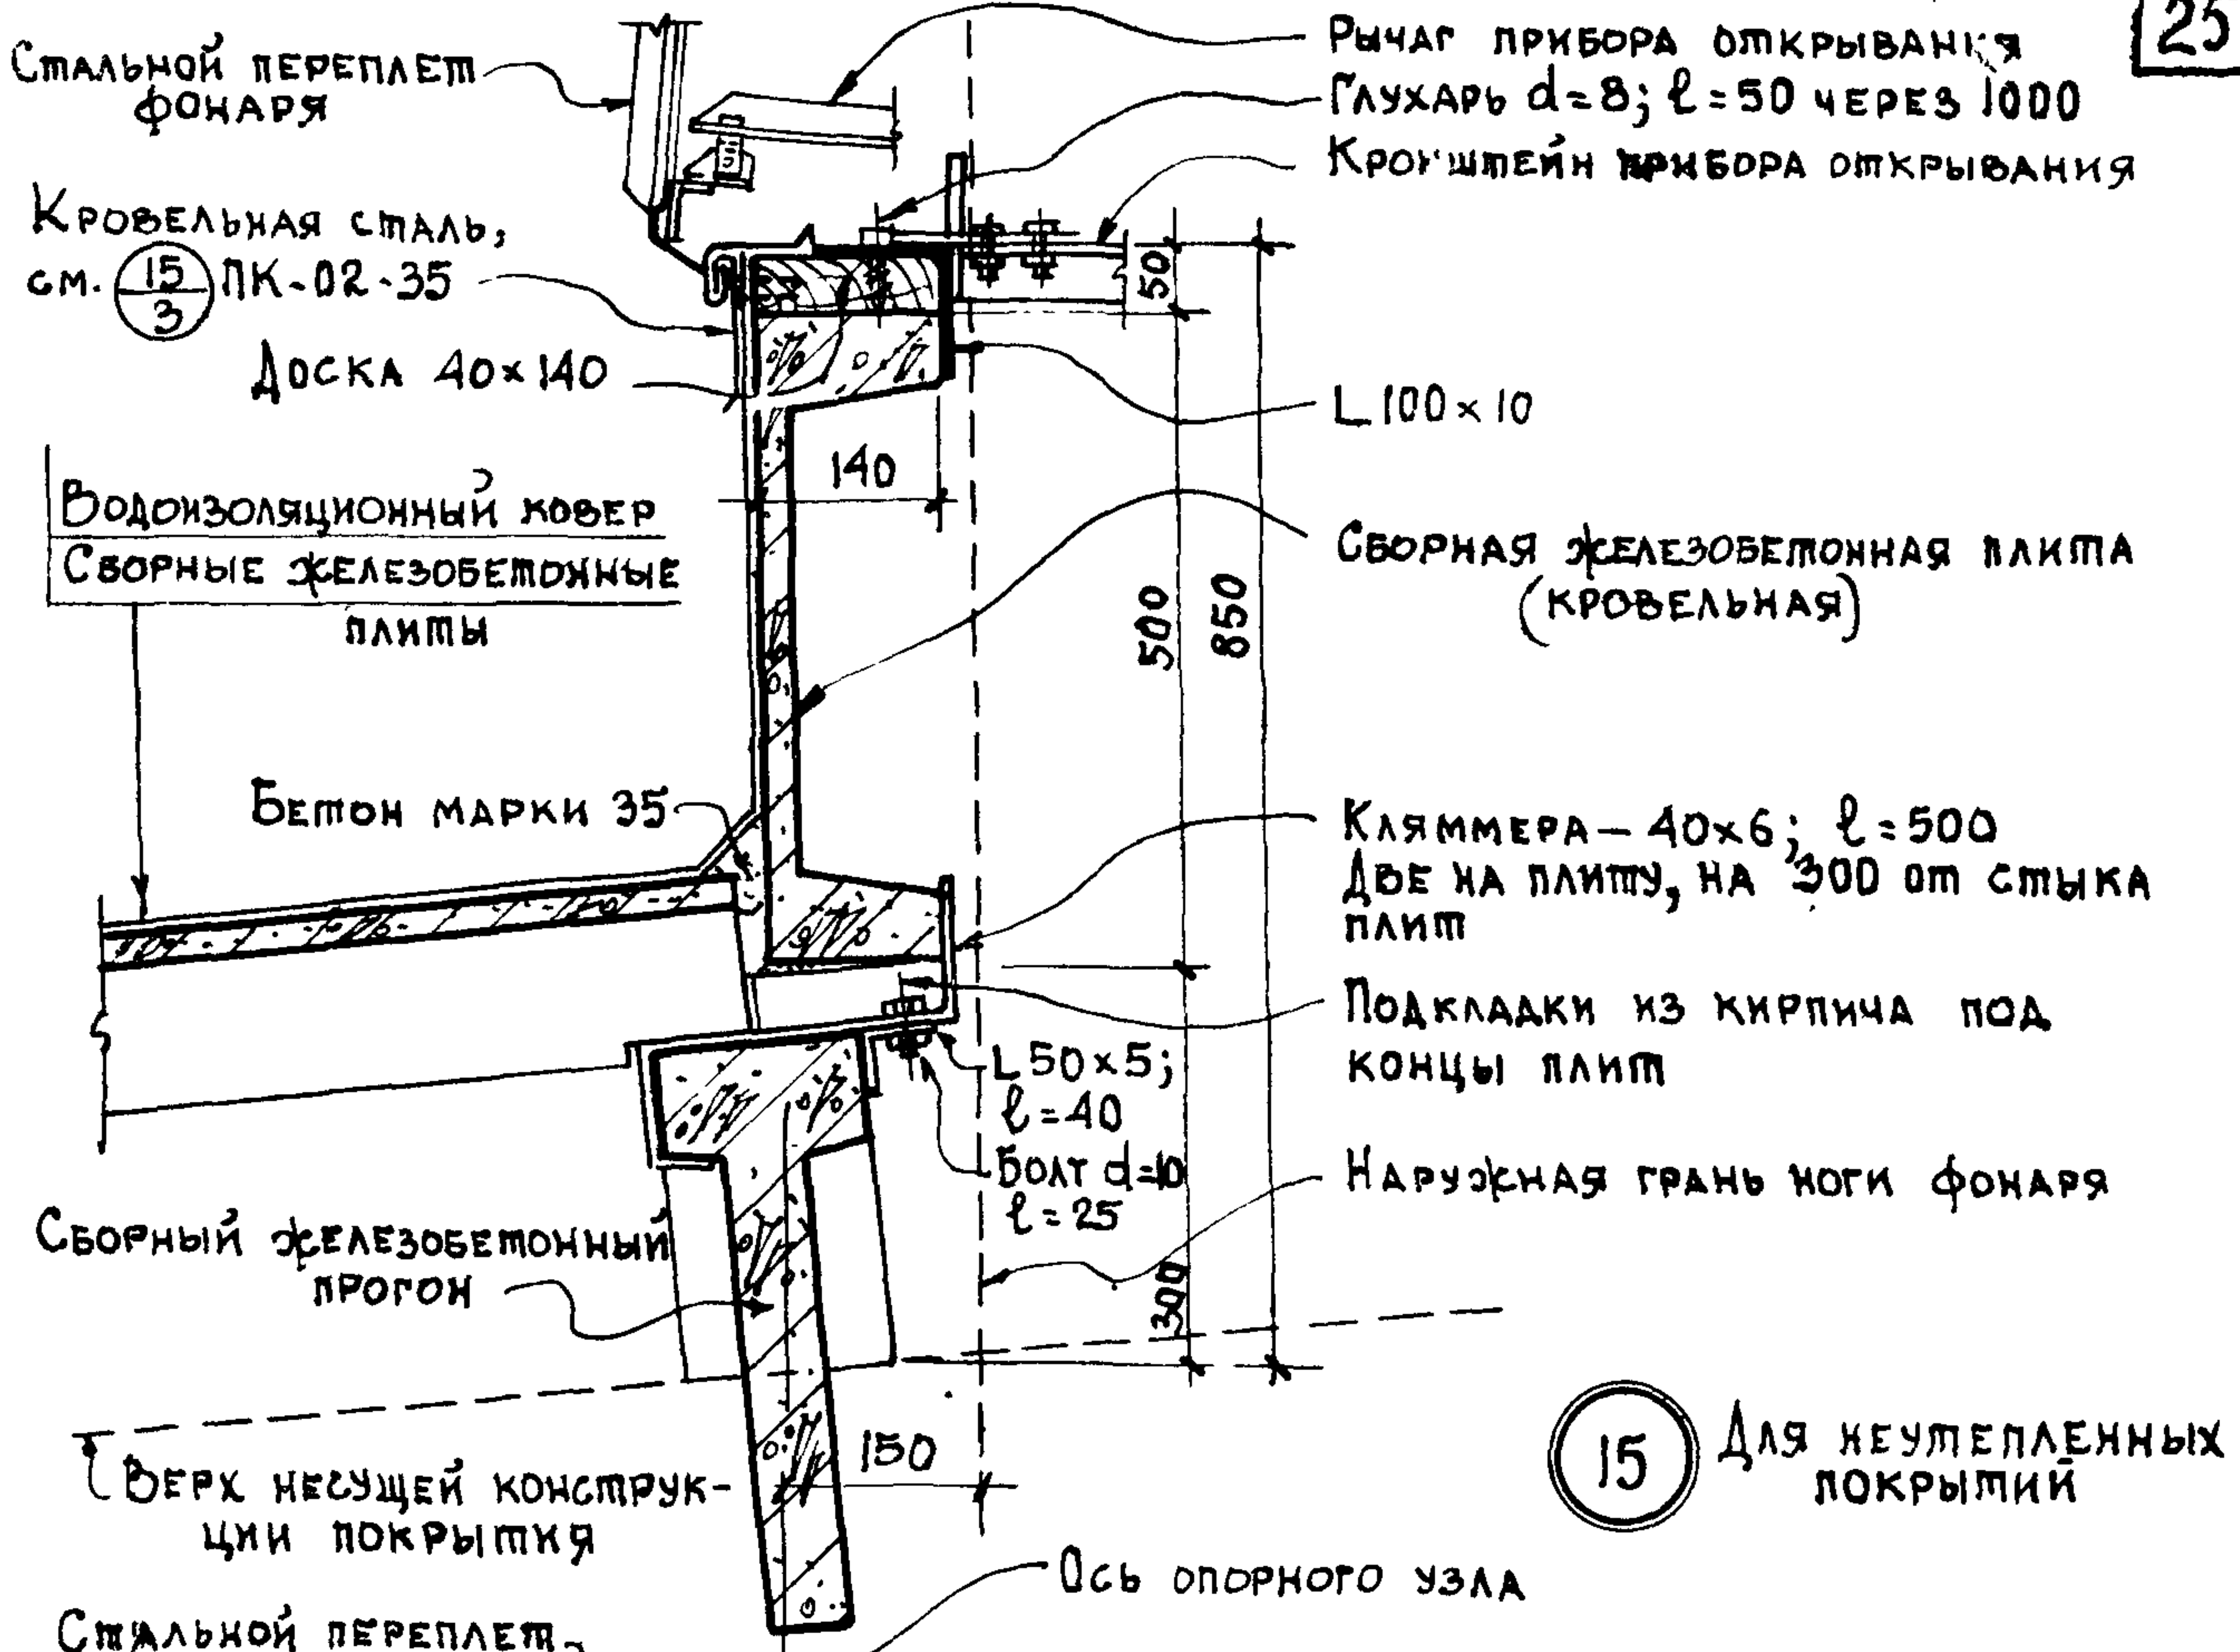 25
Стальной переплет
фонаря
Рычаг прибора открывания
Глухарь d=8; ℓ=50 через 1000
Кронштейн прибора открывания
Кровельная сталь,
см. 15/3 ПК-02-35
50
Доска 40×140
L 100×10
140
Водоизоляционный ковер
Сборные железобетонные
плиты
Сборная железобетонная плита
(кровельная)
500
850
Бетон марки 35
Кляммера – 40×6; ℓ=500
Две на плиту, на 300 от стыка
плит
Подкладки из кирпича под
концы плит
L 50×5;
ℓ=40
Болт d=10
ℓ=25
Наружная грань ноги фонаря
Сборный железобетонный
прогон
300
150
Верх несущей конструк-
ции покрытия
15
Для неутепленных
покрытий
Ось опорного узла
Стальной переплет